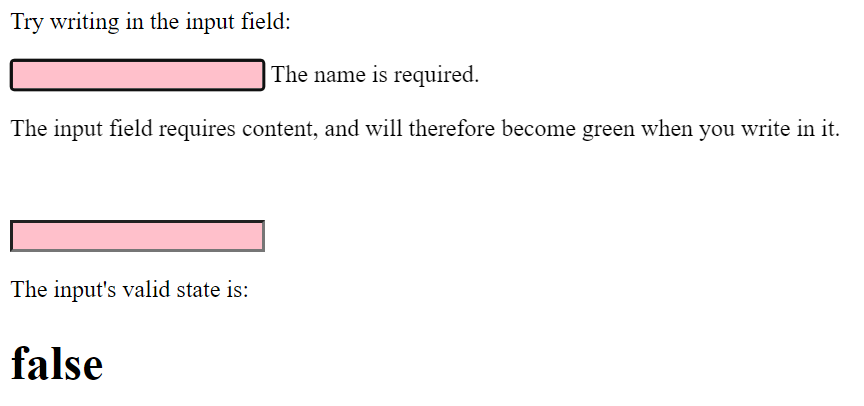 Try writing in the input field:
The name is required.
The input field requires content, and will therefore become green when you write in it.
The input's valid state is:
false